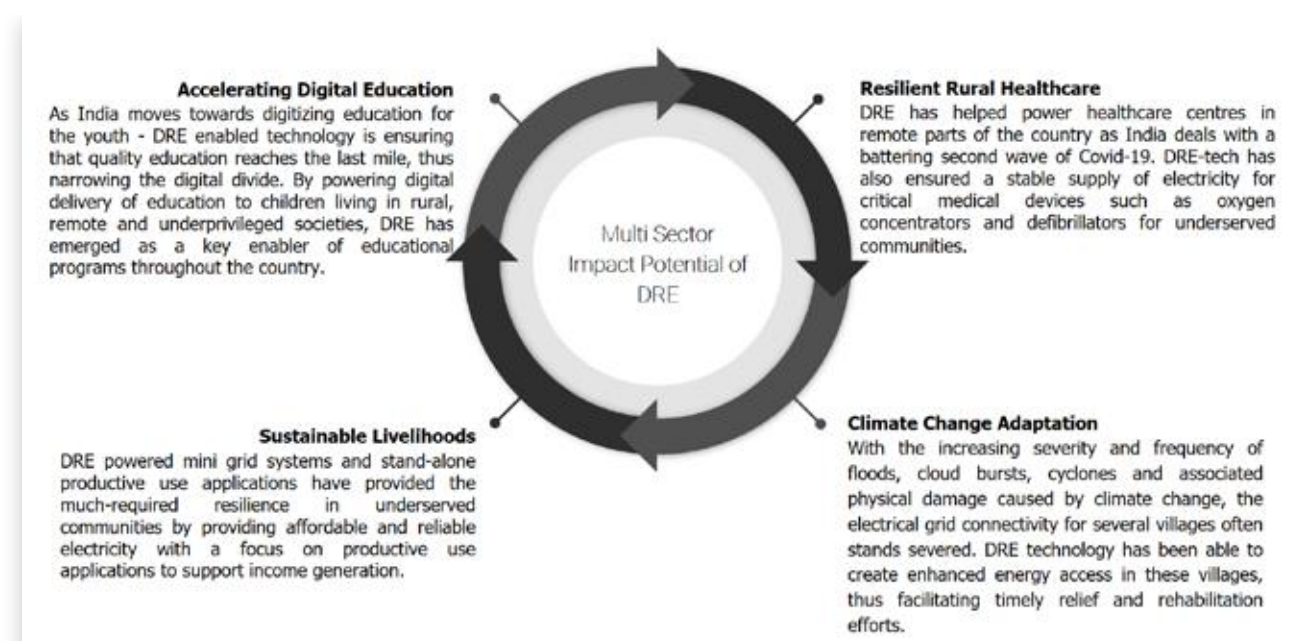 Accelerating Digital Education
As India moves towards digitizing education for
the youth - DRE enabled technology is ensuring
that quality education reaches the last mile, thus
narrowing the digital divide. By powering digital
delivery of education to children living in rural,
remote and underprivileged societies, DRE has
emerged as a key enabler of educational
programs throughout the country.
Resilient Rural Healthcare
DRE has helped power healthcare centres in
remote parts of the country as India deals with a
battering second wave of Covid-19. DRE-tech has
also ensured a stable supply of electricity for
critical medical devices such as oxygen
concentrators and defibrillators for underserved
communities.
Multi Sector
Impact Potential of
DRE
Sustainable Livelihoods
DRE powered mini grid systems and stand-alone
productive use applications have provided the
much-required resilience in underserved
communities by providing affordable and reliable
electricity with a focus on productive use
applications to support income generation.
Climate Change Adaptation
With the increasing severity and frequency of
floods, cloud bursts, cyclones and associated
physical damage caused by climate change, the
electrical grid connectivity for several villages often
stands severed. DRE technology has been able to
create enhanced energy access in these villages,
thus facilitating timely relief and rehabilitation
efforts.